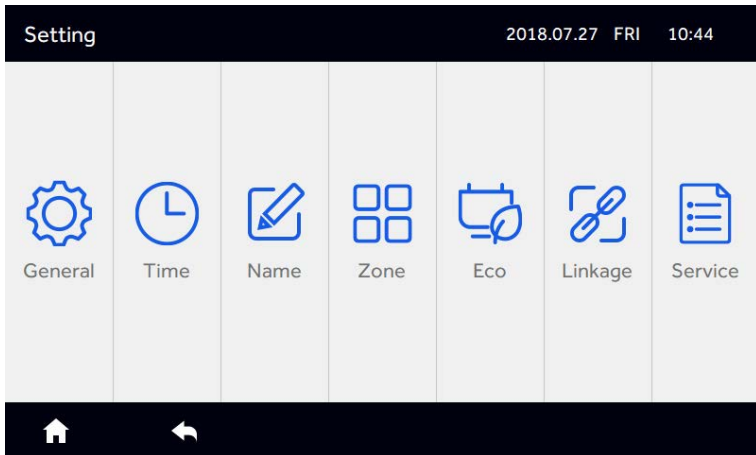 Setting 2018.07.27 FRI 10:44
General Time Name Zone Eco Linkage Service